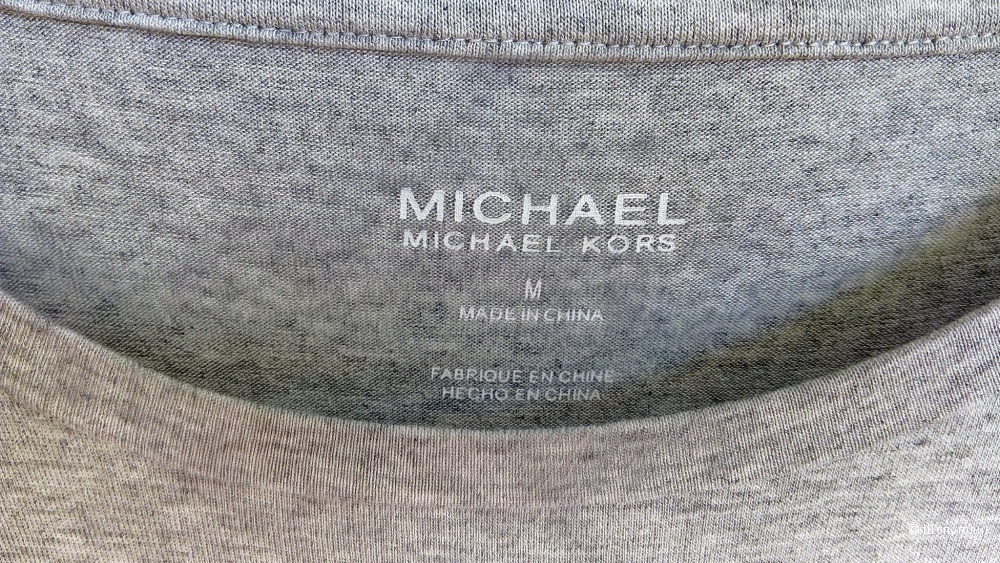 MICHAEL
MICHAEL KORS
M
MADE IN CHINA
FABRIQUE EN CHINE
HECHO EN CHINA